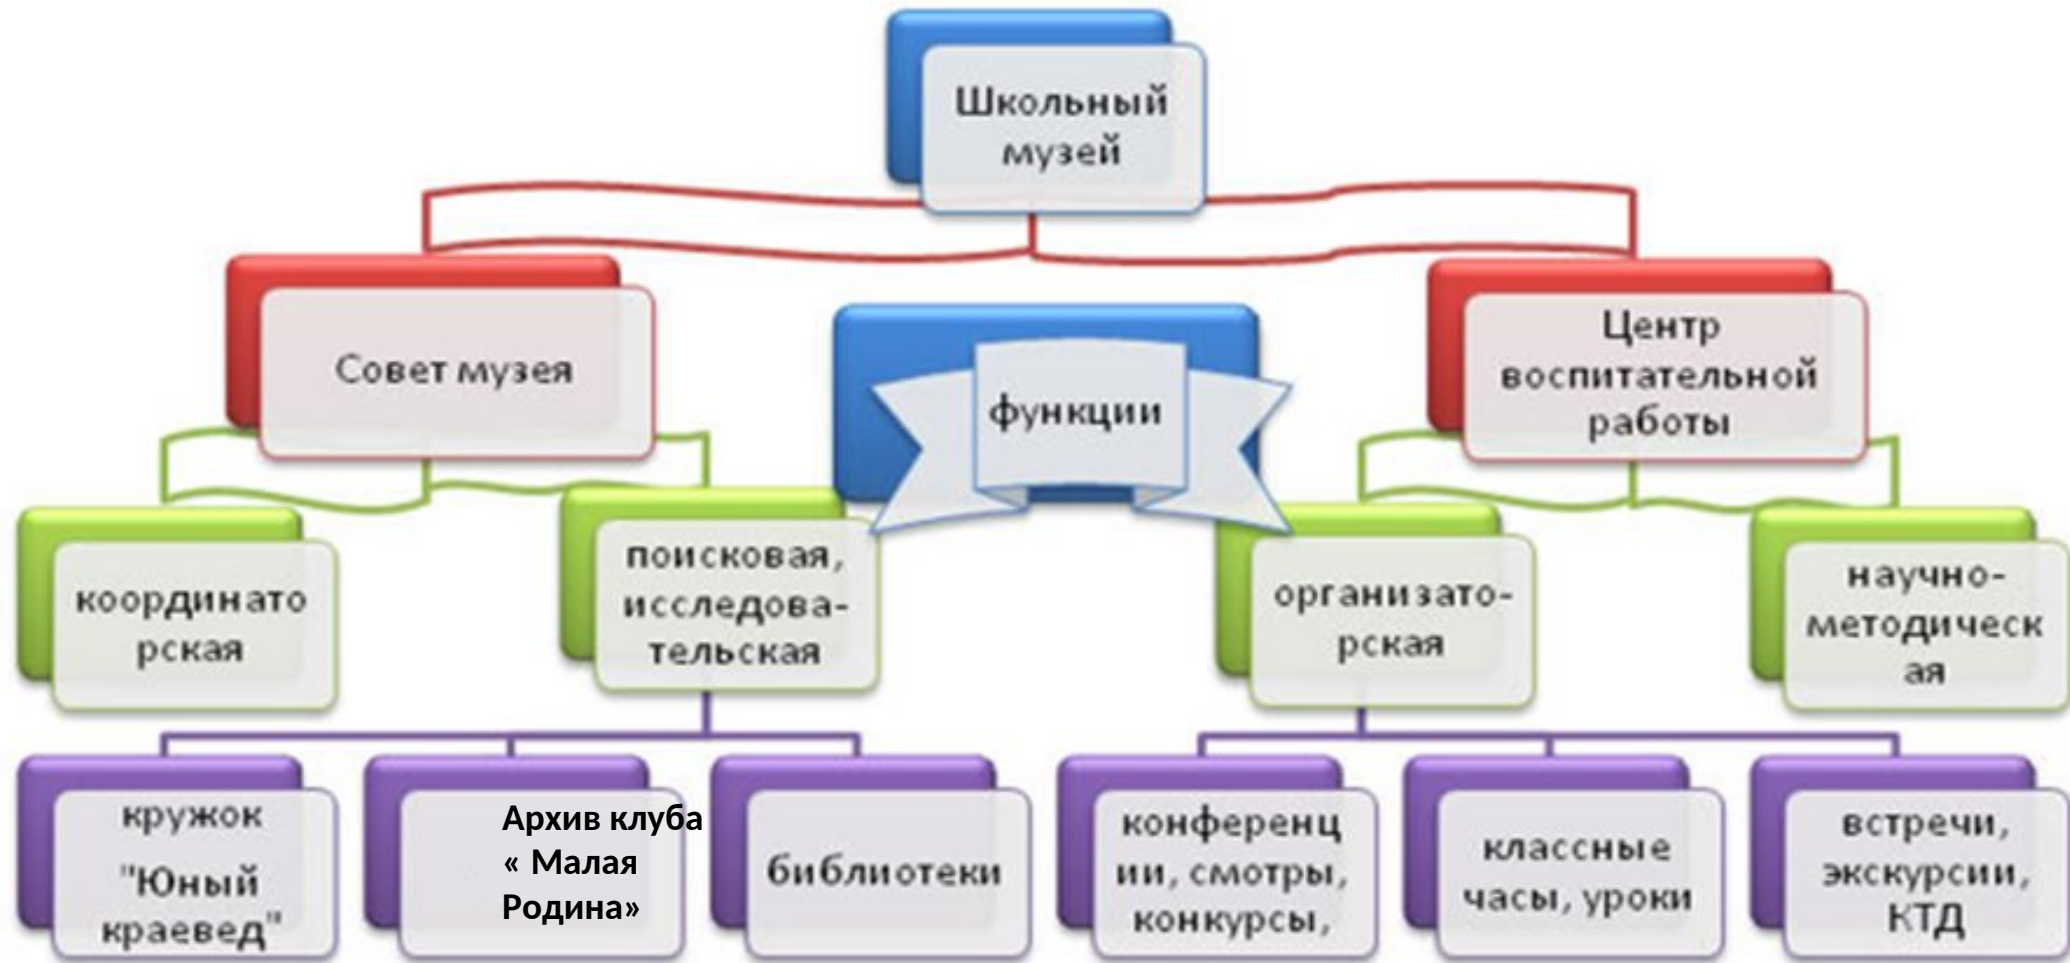 Школьный
музей
Совет музея
функции
Центр
воспитательной
работы
координато
рская
поисковая,
исследова-
тельская
организато-
рская
научно-
методическ
ая
кружок
"Юный
краевед"
Архив клуба
« Малая
Родина»
библиотеки
конференц
ии, смотры,
конкурсы,
классные
часы, уроки
встречи,
экскурсии,
КТД